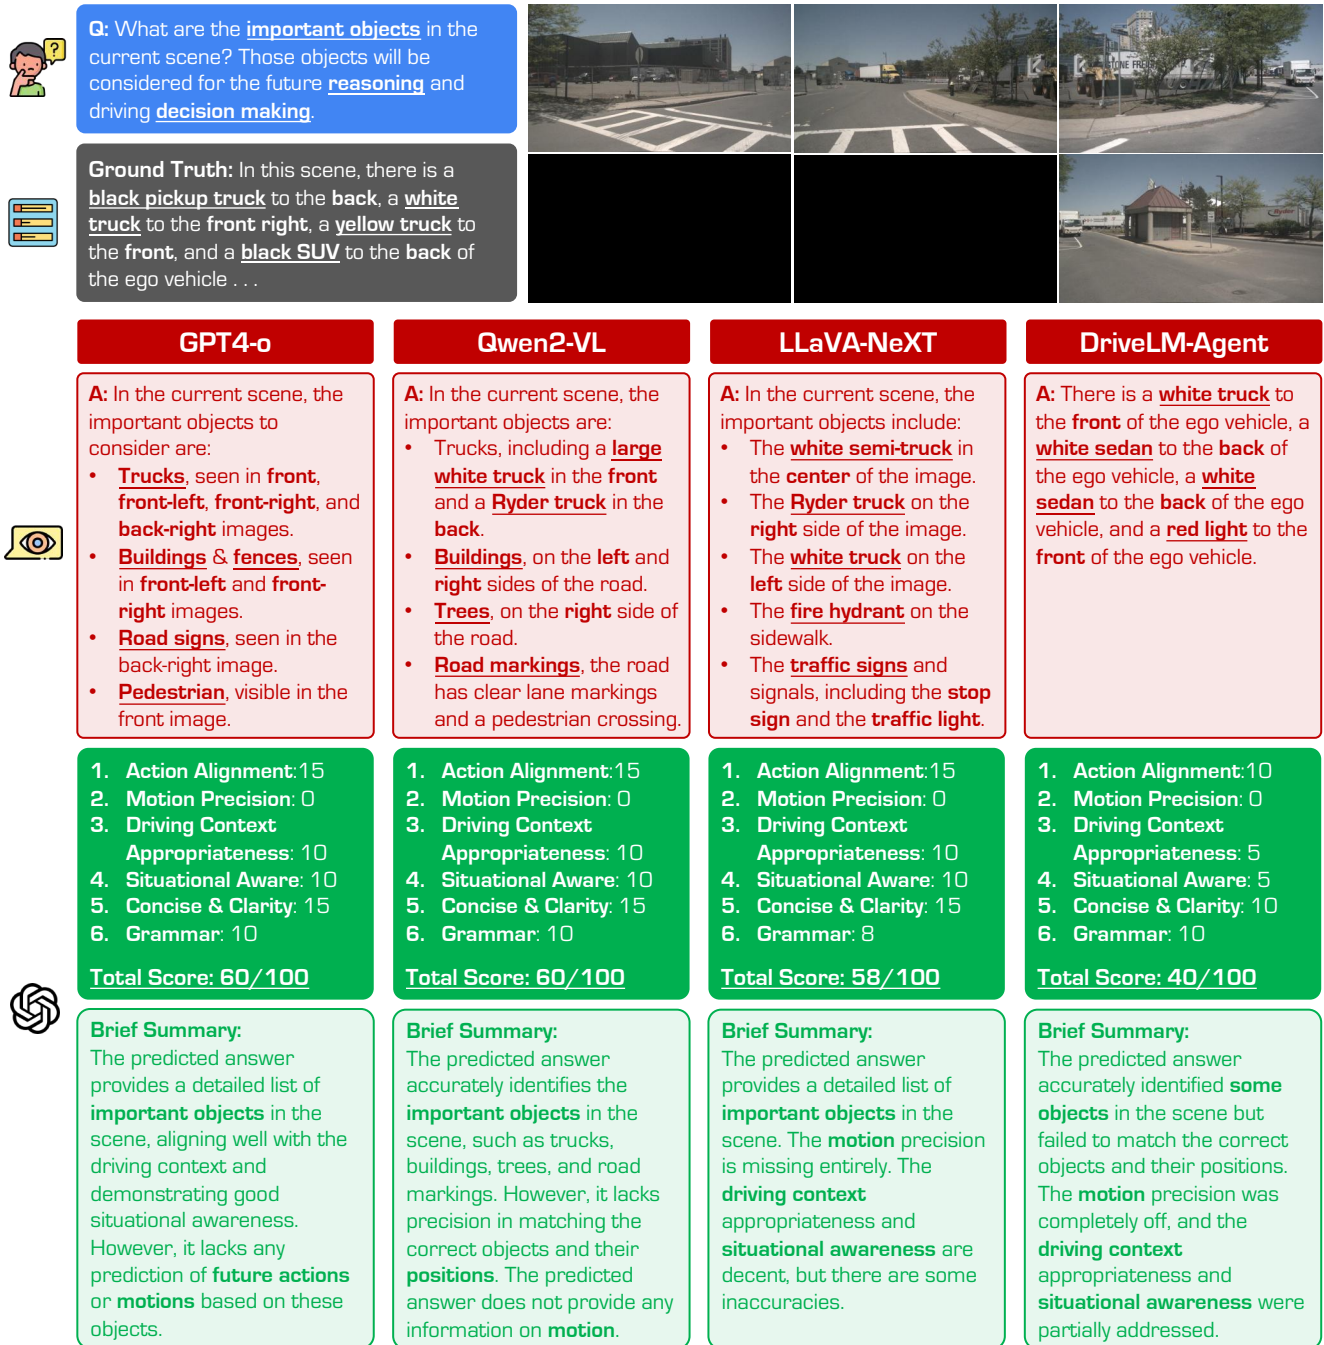 Q: What are the important objects in the
current scene? Those objects will be
considered for the future reasoning and
driving decision making.
Ground Truth: In this scene, there is a
black pickup truck to the back, a white
truck to the front right, a yellow truck to
the front, and a black SUV to the back of
the ego vehicle . . .
Ryder
GPT4-o
A: In the current scene, the
important objects to
consider are:
• Trucks, seen in front,
front-left, front-right, and
back-right images.
• Buildings & fences, seen
in front-left and front-
right images.
• Road signs, seen in the
back-right image.
• Pedestrian, visible in the
front image.
1. Action Alignment:15
2. Motion Precision: 0
3. Driving Context
Appropriateness: 10
4. Situational Aware: 10
5. Concise & Clarity: 15
6. Grammar: 10
Total Score: 60/100
Brief Summary:
The predicted answer
provides a detailed list of
important objects in the
scene, aligning well with the
driving context and
demonstrating good
situational awareness.
However, it lacks any
prediction of future actions
or motions based on these
objects.
Qwen2-VL
A: In the current scene, the
important objects are:
• Trucks, including a large
white truck in the front
and a Ryder truck in the
back.
• Buildings, on the left and
right sides of the road.
• Trees, on the right side of
the road.
• Road markings, the road
has clear lane markings
and a pedestrian crossing.
1. Action Alignment:15
2. Motion Precision: 0
3. Driving Context
Appropriateness: 10
4. Situational Aware: 10
5. Concise & Clarity: 15
6. Grammar: 10
Total Score: 60/100
Brief Summary:
The predicted answer
accurately identifies the
important objects in the
scene, such as trucks,
buildings, trees, and road
markings. However, it lacks
precision in matching the
correct objects and their
positions. The predicted
answer does not provide any
information on motion.
LLaVA-NeXT
A: In the current scene, the
important objects include:
• The white semi-truck in
the center of the image.
• The Ryder truck on the
right side of the image.
• The white truck on the
left side of the image.
• The fire hydrant on the
sidewalk.
• The traffic signs and
signals, including the stop
sign and the traffic light.
1. Action Alignment:15
2. Motion Precision: 0
3. Driving Context
Appropriateness: 10
4. Situational Aware: 10
5. Concise & Clarity: 15
6. Grammar: 8
Total Score: 58/100
Brief Summary:
The predicted answer
provides a detailed list of
important objects in the
scene. The motion precision
is missing entirely. The
driving context
appropriateness and
situational awareness are
decent, but there are some
inaccuracies.
DriveLM-Agent
A: There is a white truck to
the front of the ego vehicle, a
white sedan to the back of
the ego vehicle, a white
sedan to the back of the ego
vehicle, and a red light to the
front of the ego vehicle.
1. Action Alignment:10
2. Motion Precision: 0
3. Driving Context
Appropriateness: 5
4. Situational Aware: 5
5. Concise & Clarity: 10
6. Grammar: 10
Total Score: 40/100
Brief Summary:
The predicted answer
accurately identified some
objects in the scene but
failed to match the correct
objects and their positions.
The motion precision was
completely off, and the
driving context
appropriateness and
situational awareness were
partially addressed.